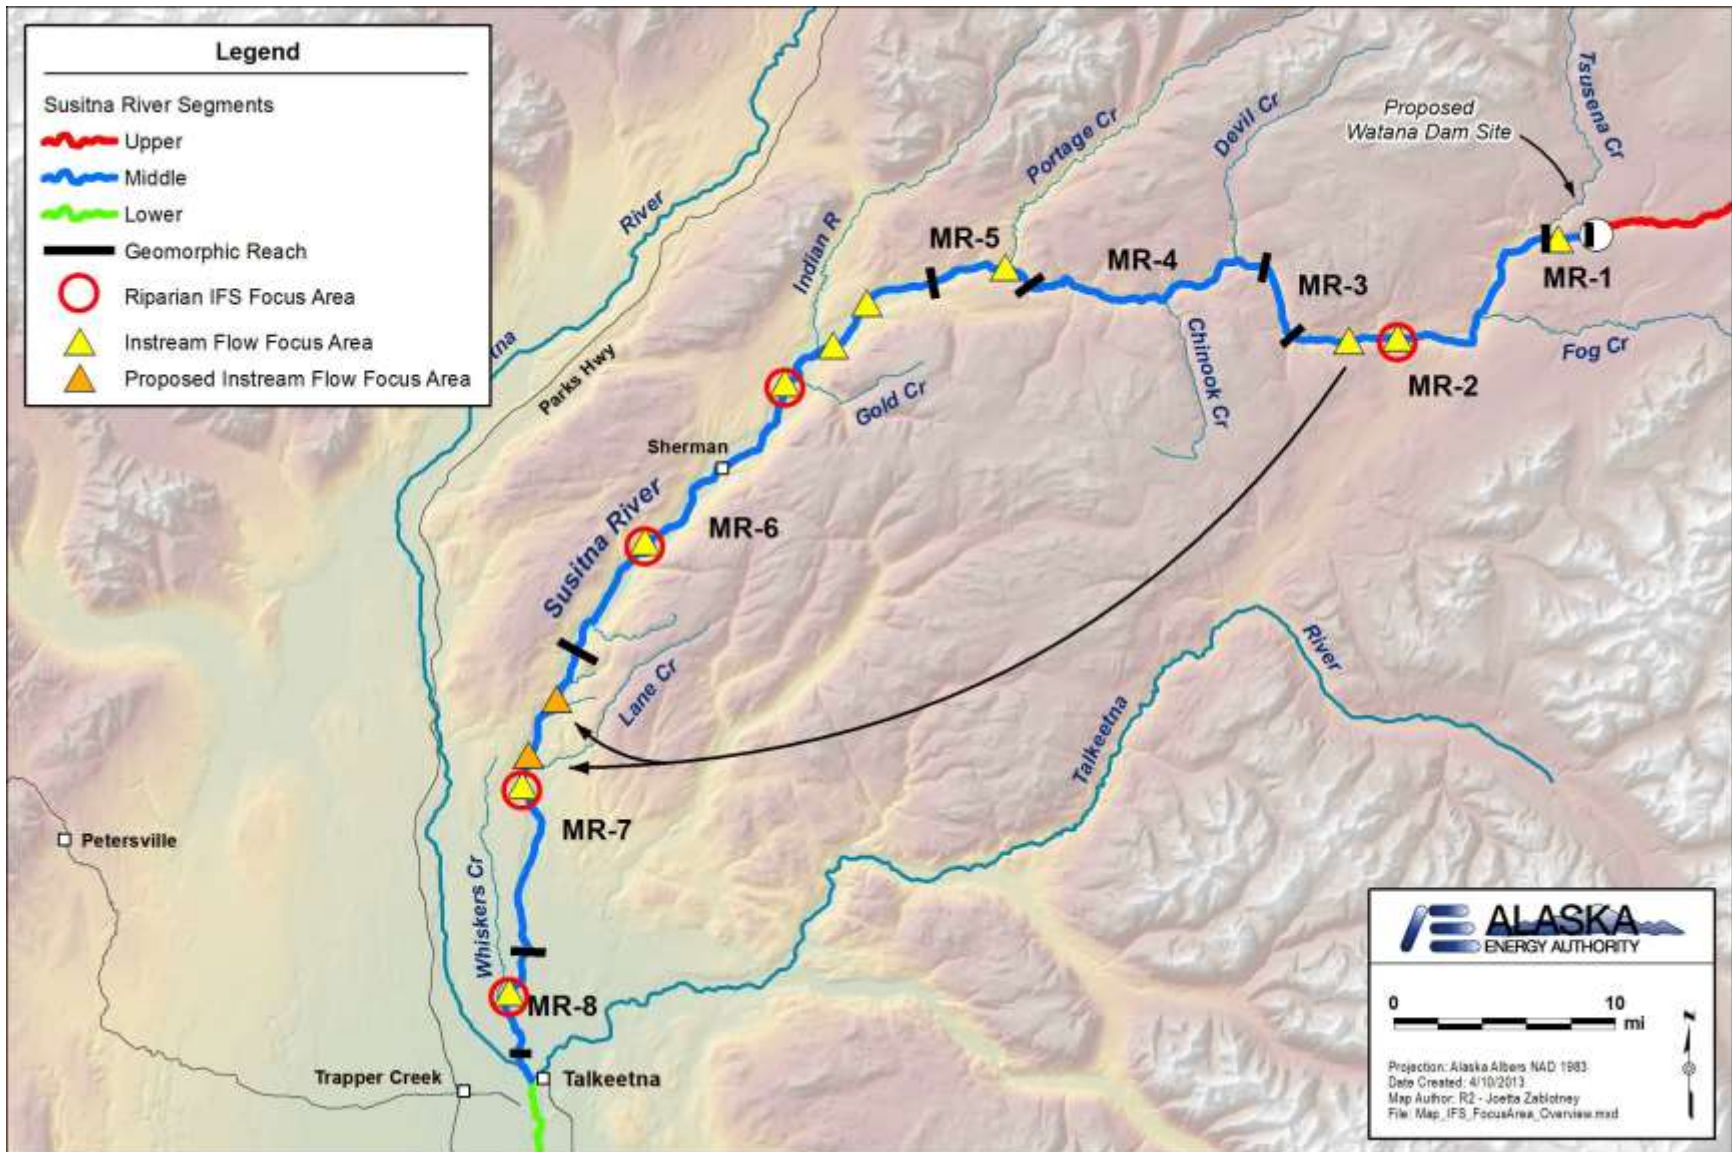 Legend
Susitna River Segments
Upper
Middle
Lower
Geomorphic Reach
Riparian IFS Focus Area
Instream Flow Focus Area
Proposed Instream Flow Focus Area
River
Parks Hwy
Indian R
Portage Cr
Devil Cr
Tsusena Cr
Proposed
Watana Dam Site
MR-5
MR-4
MR-3
MR-1
Fog Cr
MR-2
Chinook Cr
Gold Cr
Sherman
Susitna River
MR-6
Lane Cr
River
Talkeetna
Petersville
MR-7
Whiskers Cr
MR-8
Trapper Creek
Talkeetna
ALASKA
ENERGY AUTHORITY
0 10
mi
N
Projection: Alaska Albers NAD 1983
Date Created: 4/10/2013
Map Author: R2 - Joetta Zablotney
File: Map_IFS_FocusArea_Overview.mxd